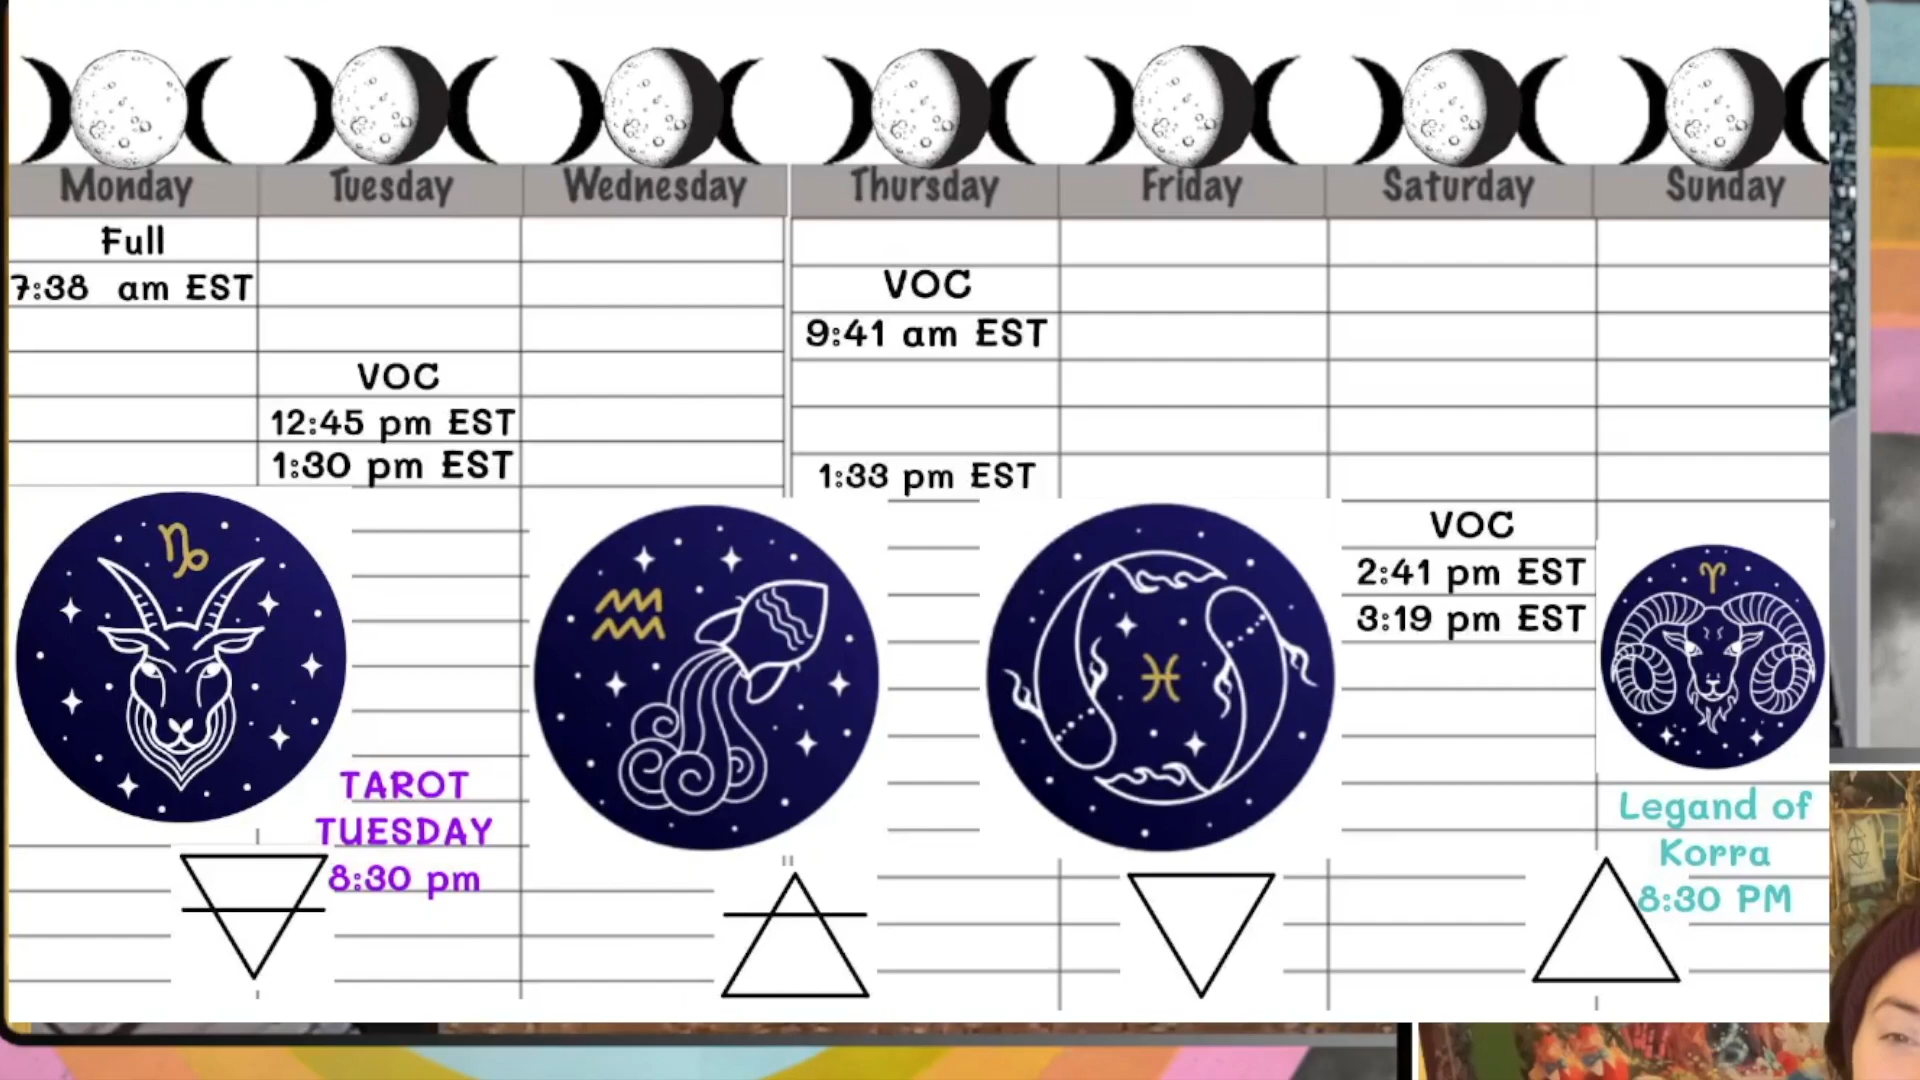 Monday Tuesday Wednesday Thursday Friday Saturday Sunday
Full
7:38 am EST
VOC
12:45 pm EST
1:30 pm EST
VOC
9:41 am EST
1:33 pm EST
VOC
2:41 pm EST
3:19 pm EST
TAROT
TUESDAY
8:30 pm
Legand of
Korra
8:30 PM